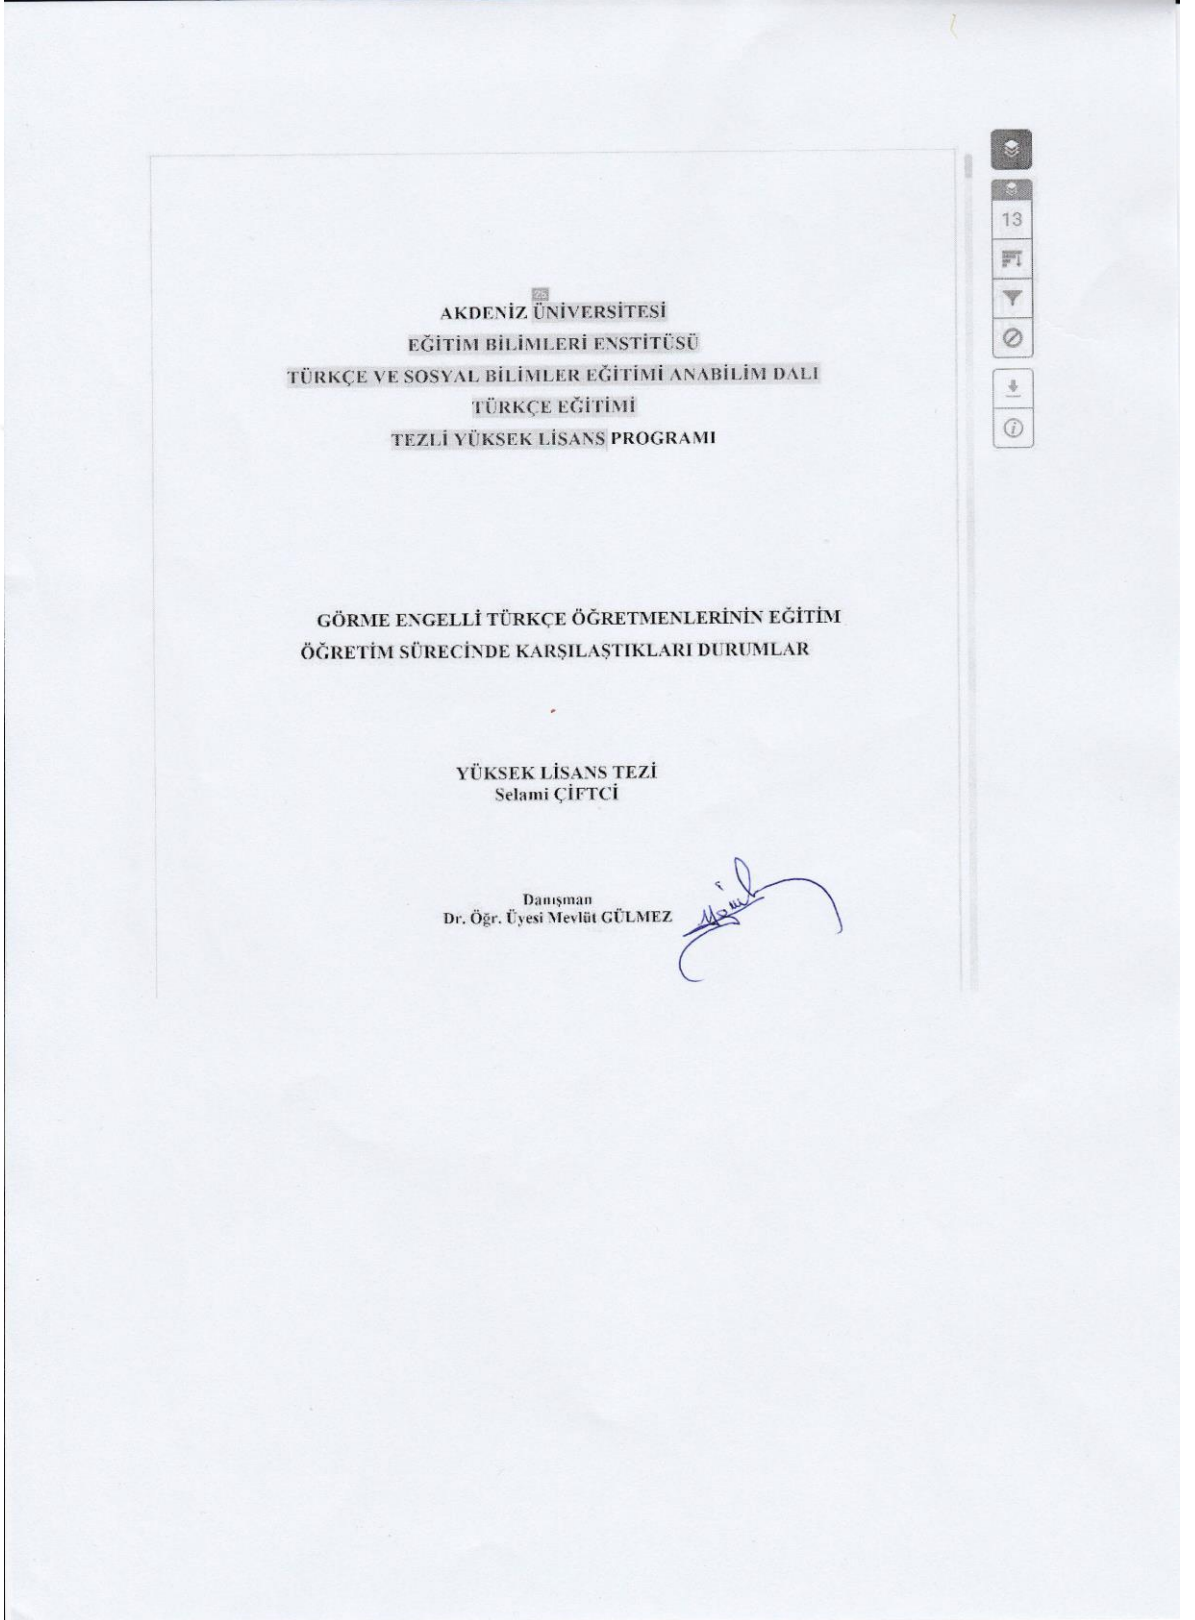 13
25
AKDENİZ ÜNİVERSİTESİ
EĞİTİM BİLİMLERİ ENSTİTÜSÜ
TÜRKÇE VE SOSYAL BİLİMLER EĞİTİMİ ANABİLİM DALI
TÜRKÇE EĞİTİMİ
TEZLİ YÜKSEK LİSANS PROGRAMI
GÖRME ENGELLİ TÜRKÇE ÖĞRETMENLERİNİN EĞİTİM
ÖĞRETİM SÜRECİNDE KARŞILAŞTIKLARI DURUMLAR
YÜKSEK LİSANS TEZİ
Selami ÇİFTCİ
Danışman
Dr. Öğr. Üyesi Mevlüt GÜLMEZ